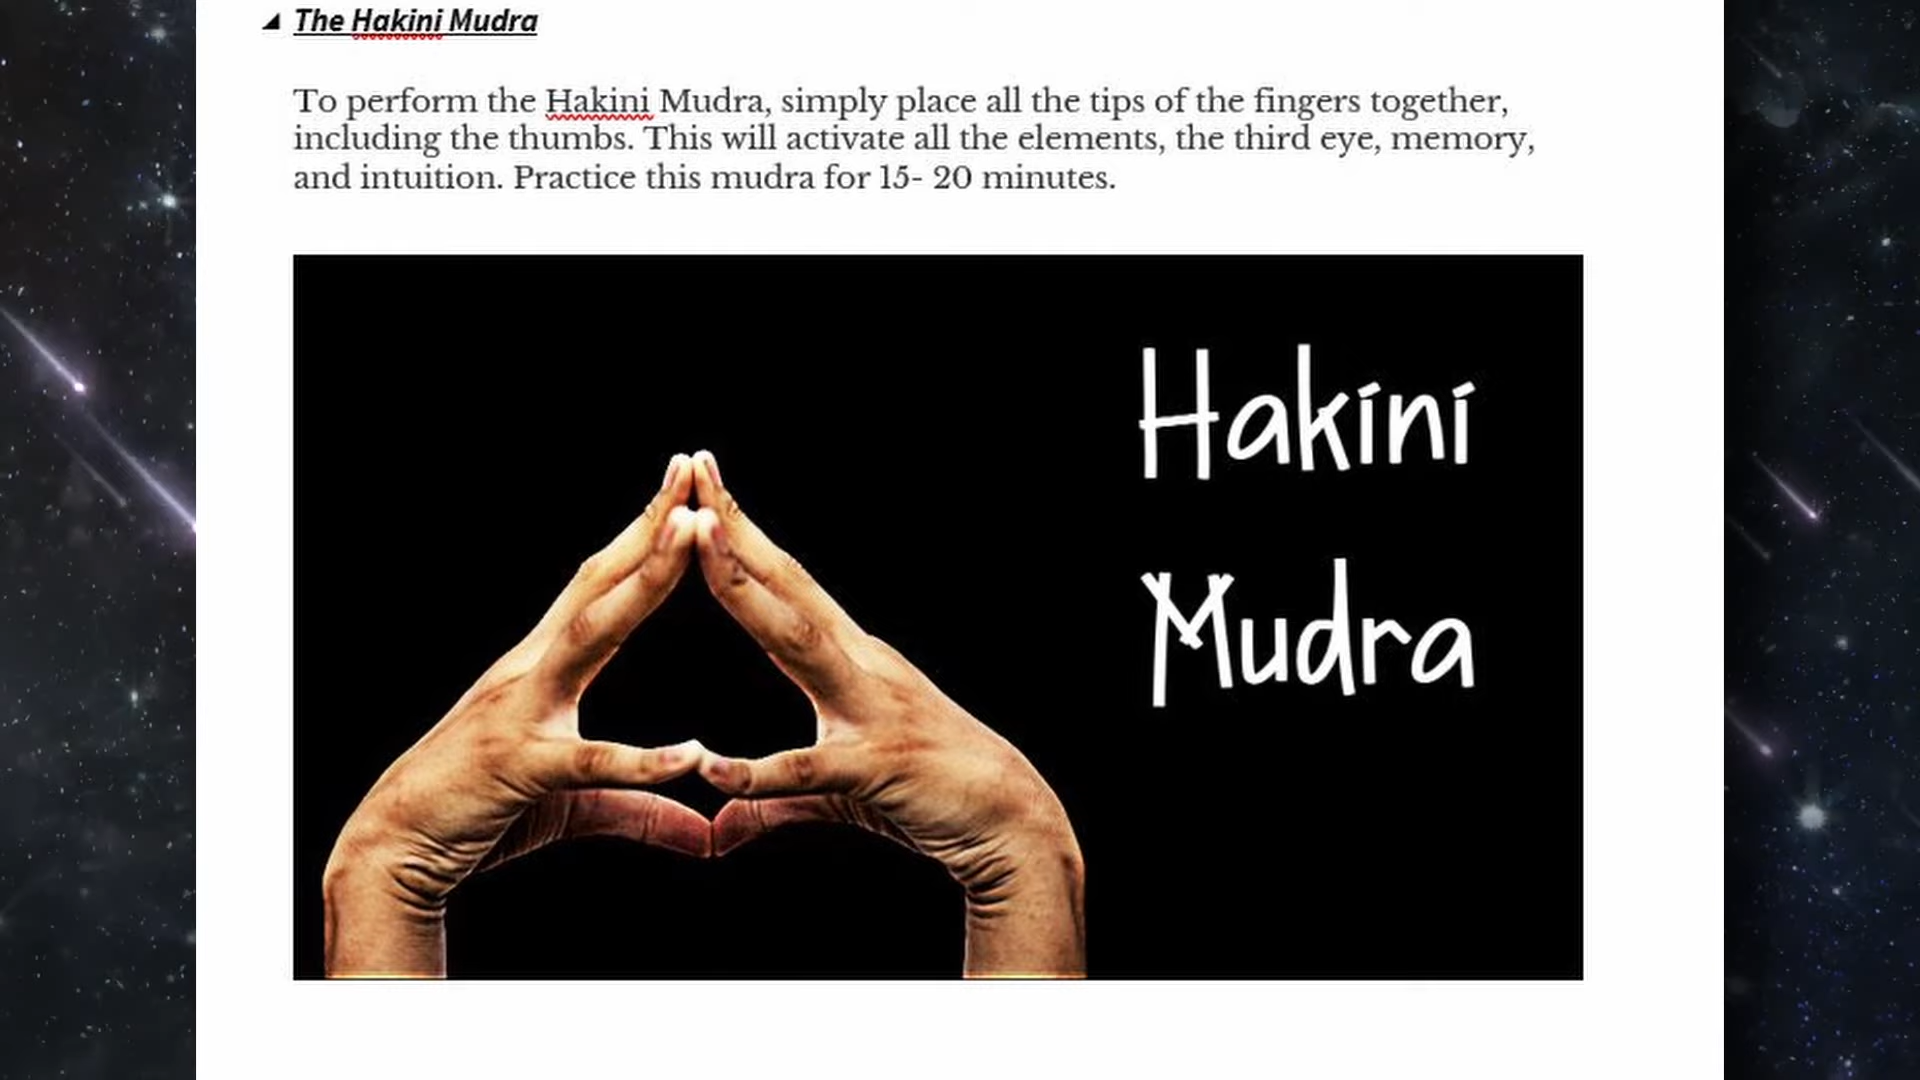 The Hakini Mudra
To perform the Hakini Mudra, simply place all the tips of the fingers together,
including the thumbs. This will activate all the elements, the third eye, memory,
and intuition. Practice this mudra for 15- 20 minutes.
Hakini
Mudra